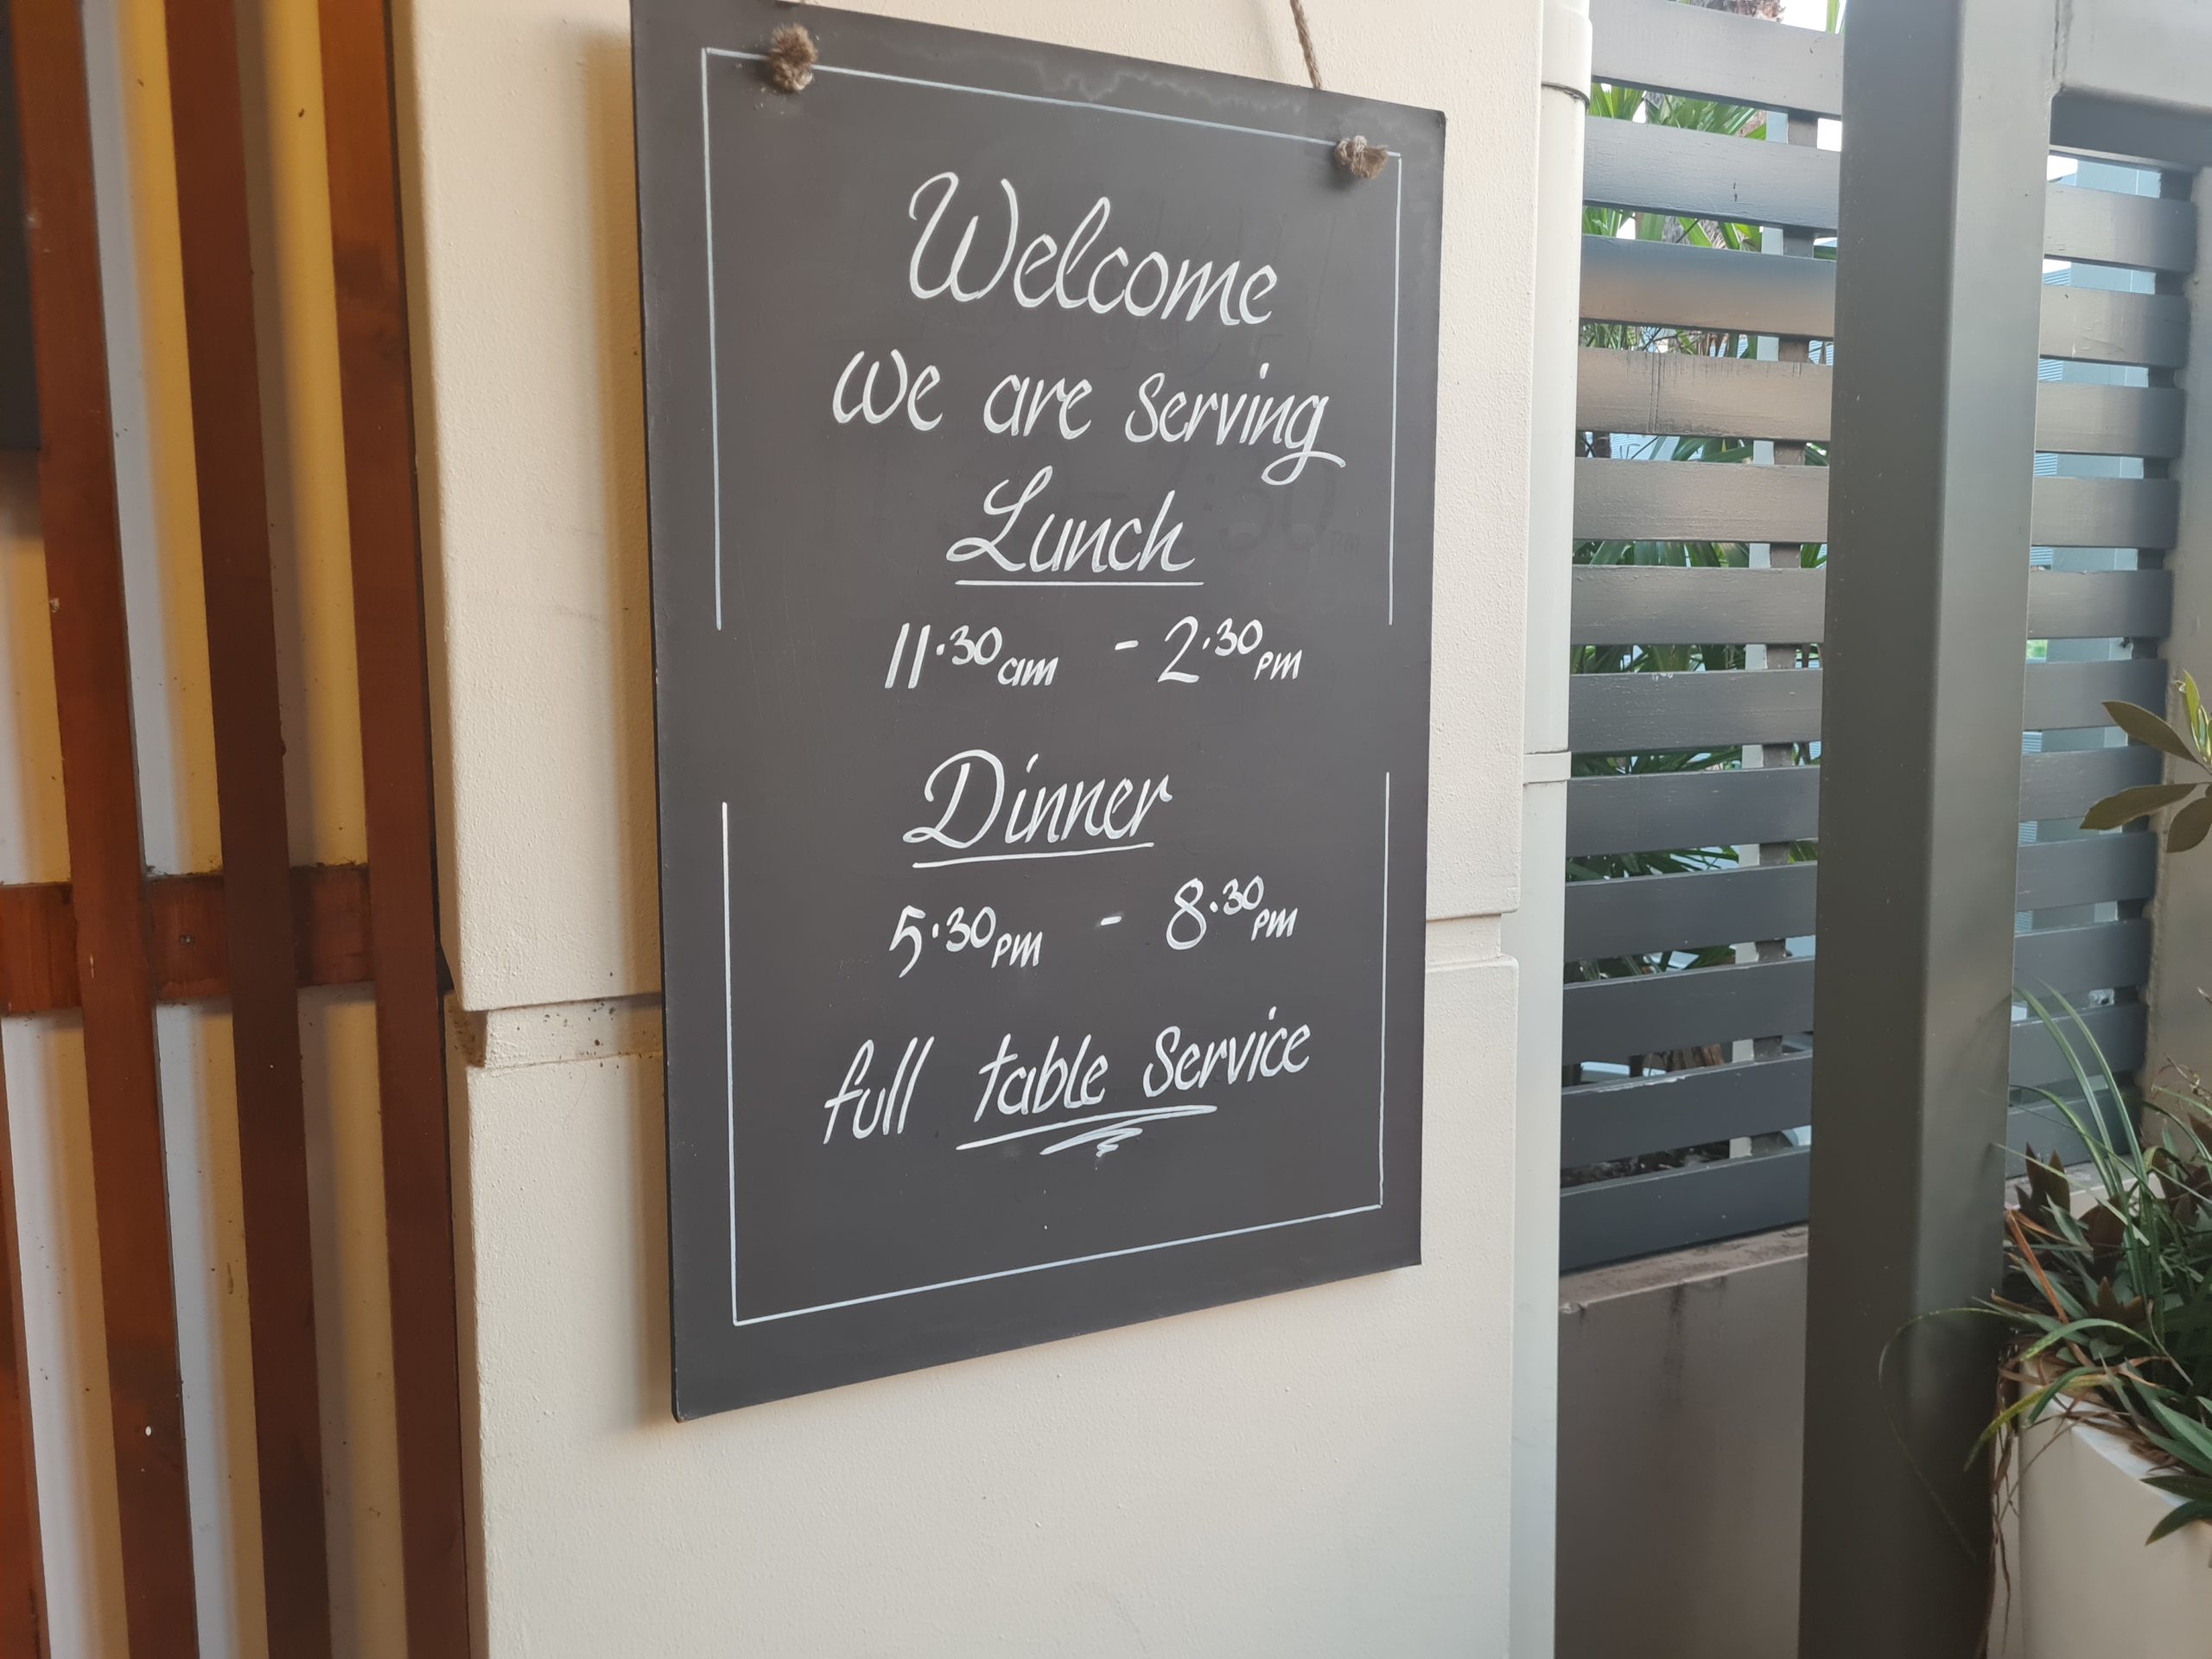 Welcome
We are Serving
Lunch
11.30am - 2.30pm
Dinner
5.30pm - 8.30pm
full table Service